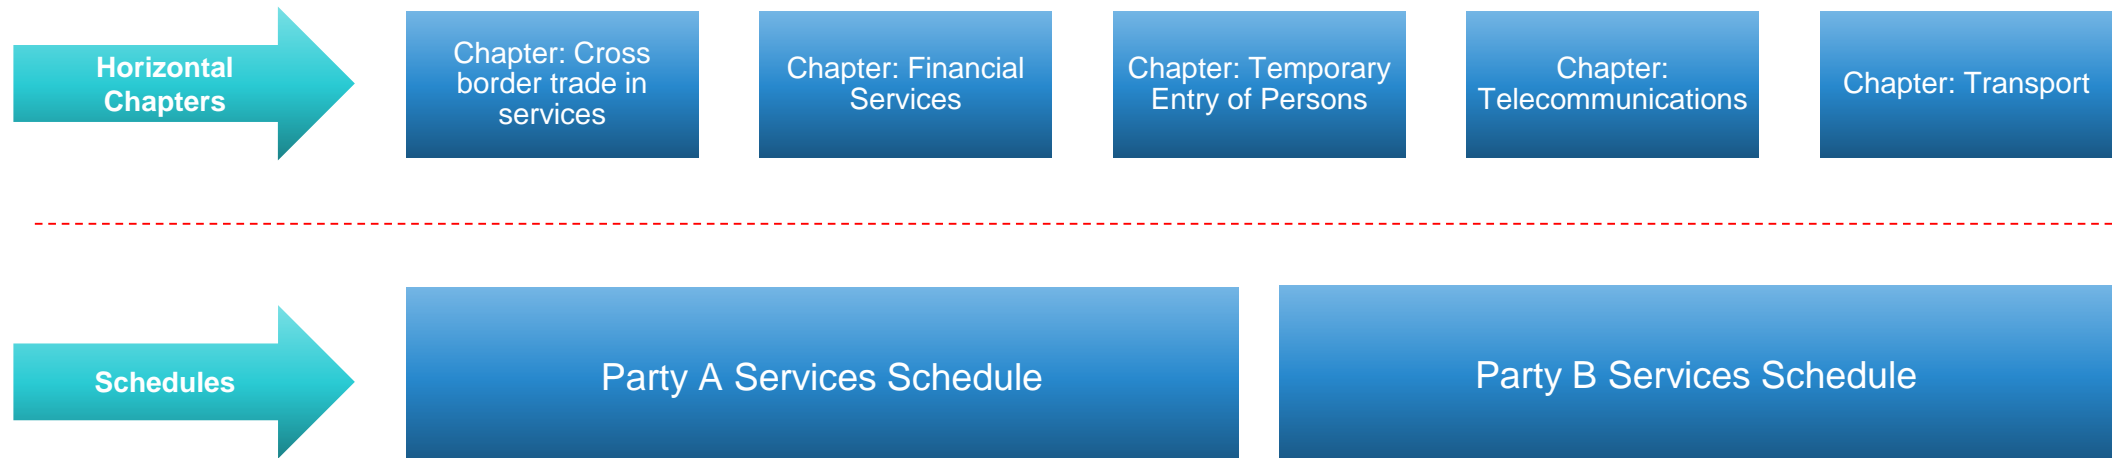 Horizontal
Chapters
Chapter: Cross
border trade in
services
Chapter: Financial
Services
Chapter: Temporary
Entry of Persons
Chapter:
Telecommunications
Chapter: Transport
Schedules
Party A Services Schedule
Party B Services Schedule